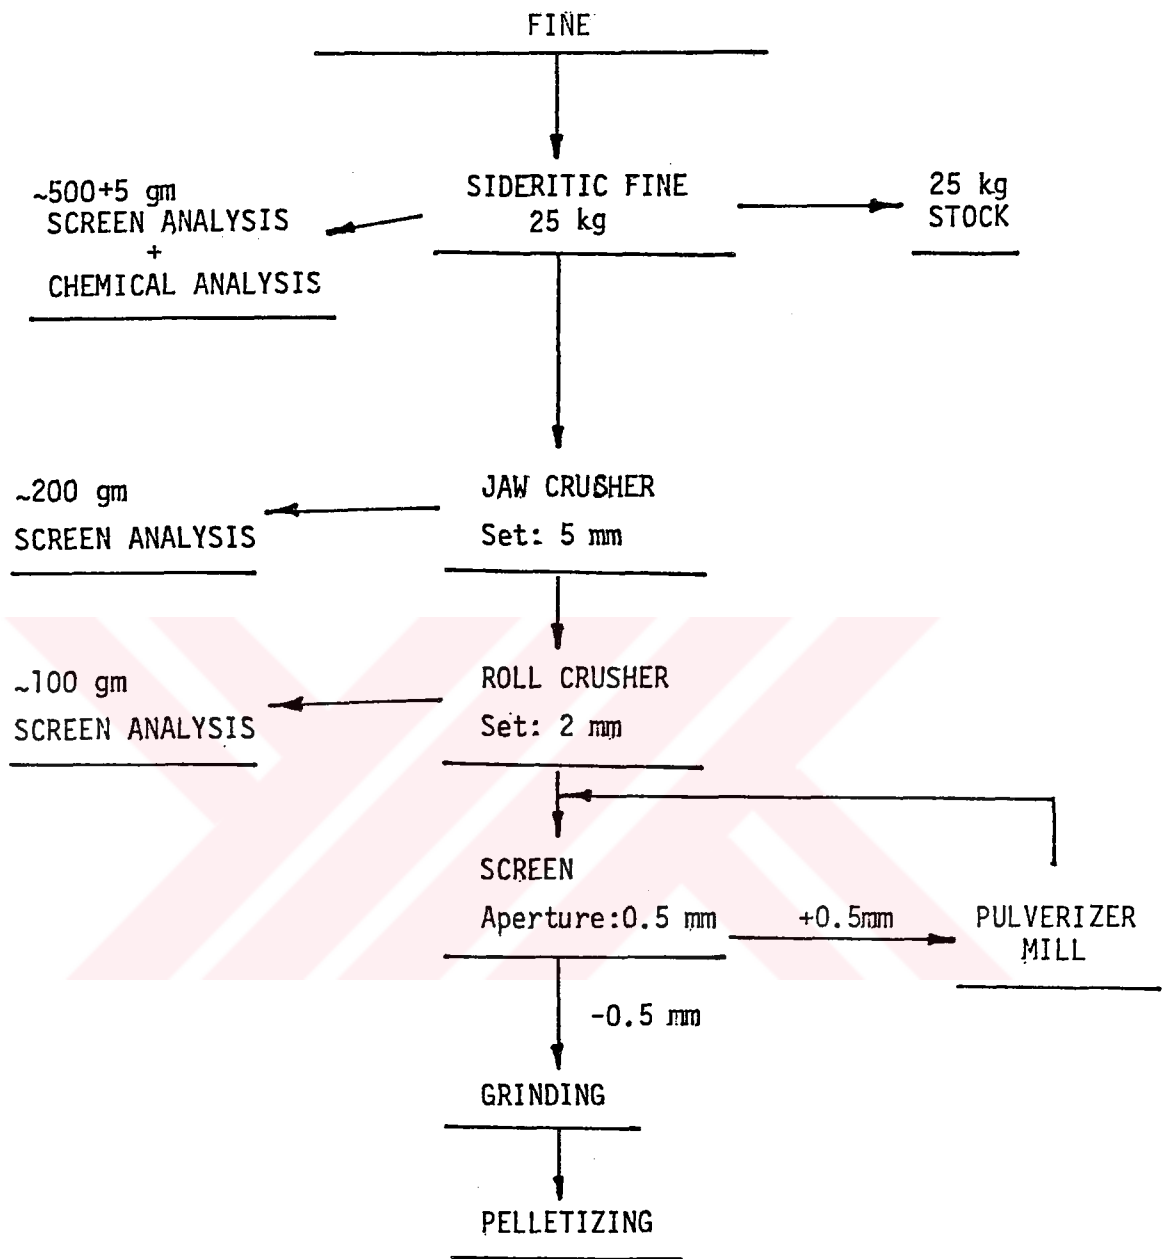 FINE
~500+5 gm
SCREEN ANALYSIS
+
CHEMICAL ANALYSIS
SIDERITIC FINE
25 kg
25 kg
STOCK
~200 gm
SCREEN ANALYSIS
JAW CRUSHER
Set: 5 mm
~100 gm
SCREEN ANALYSIS
ROLL CRUSHER
Set: 2 mm
SCREEN
Aperture:0.5 mm
+0.5mm
PULVERIZER
MILL
-0.5 mm
GRINDING
PELLETIZING